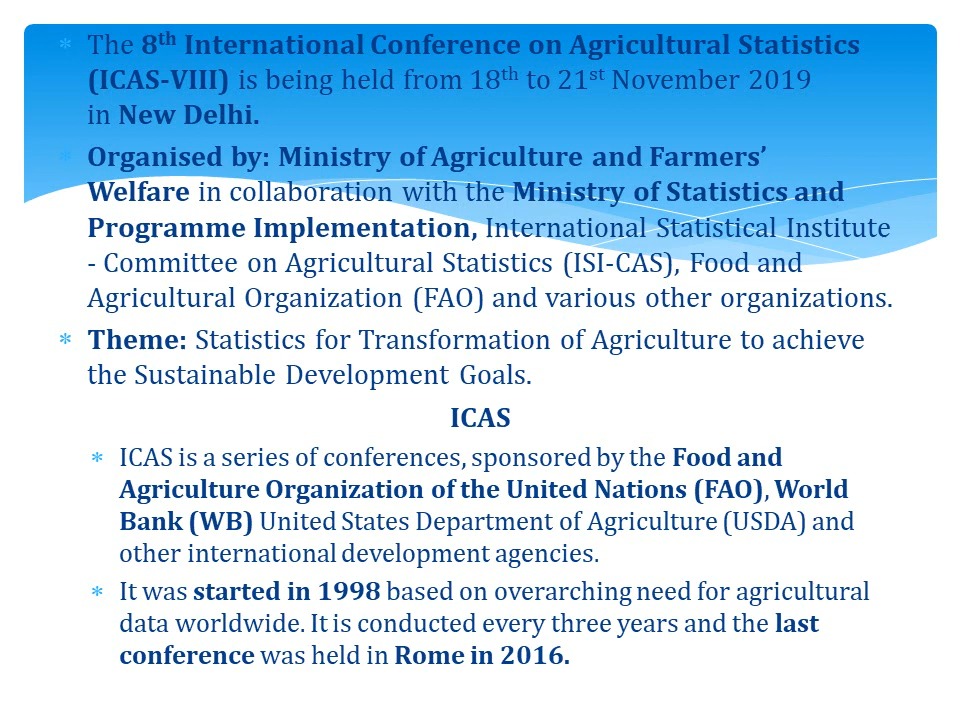 * The 8th International Conference on Agricultural Statistics
(ICAS-VIII) is being held from 18th to 21st November 2019
in New Delhi.
* Organised by: Ministry of Agriculture and Farmers’
Welfare in collaboration with the Ministry of Statistics and
Programme Implementation, International Statistical Institute
- Committee on Agricultural Statistics (ISI-CAS), Food and
Agricultural Organization (FAO) and various other organizations.
* Theme: Statistics for Transformation of Agriculture to achieve
the Sustainable Development Goals.
ICAS
* ICAS is a series of conferences, sponsored by the Food and
Agriculture Organization of the United Nations (FAO), World
Bank (WB) United States Department of Agriculture (USDA) and
other international development agencies.
* It was started in 1998 based on overarching need for agricultural
data worldwide. It is conducted every three years and the last
conference was held in Rome in 2016.